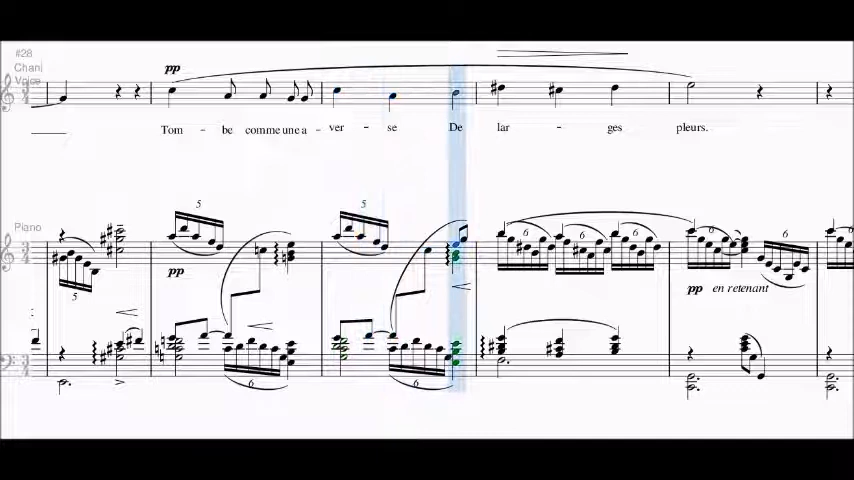 #28
Chani
Voice
pp
Tom - be comme une a - ver - se De lar - ges pleurs.
Piano
5 5 6 6 6 6 6
5
pp
pp en retenant
6 6